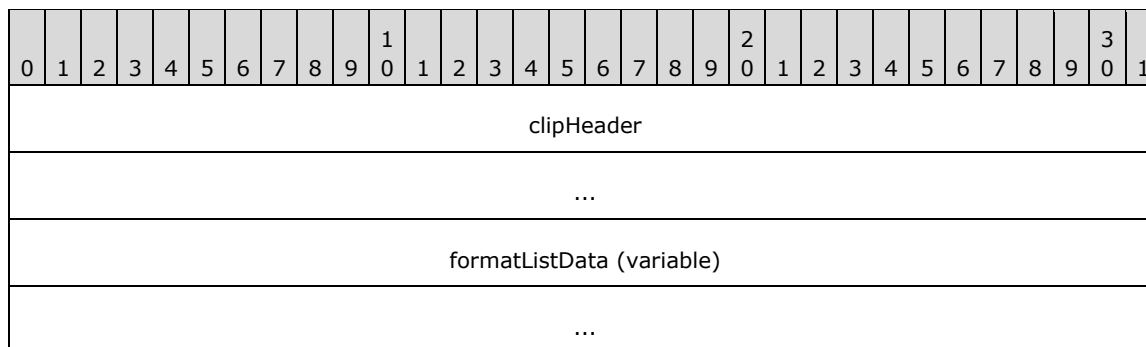 1 2 3
0 1 2 3 4 5 6 7 8 9 0 1 2 3 4 5 6 7 8 9 0 1 2 3 4 5 6 7 8 9 0 1
clipHeader
...
formatListData (variable)
...